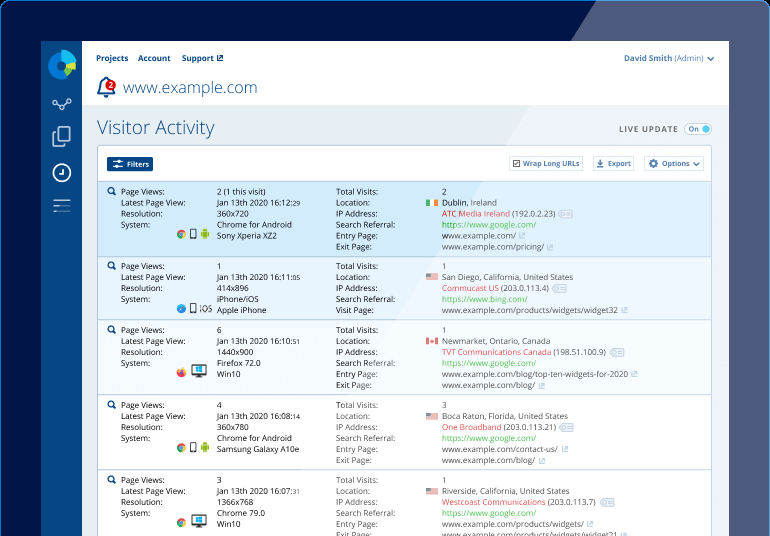 Projects Account Support
David Smith (Admin)
2
www.example.com
Visitor Activity
LIVE UPDATE On
Filters
Wrap Long URLs Export Options
Page Views: 2 (1 this visit) Total Visits: 2
Latest Page View: Jan 13th 2020 16:12:29 Location: Dublin, Ireland
Resolution: 360x720 IP Address: ATC Media Ireland (192.0.2.23)
System: Chrome for Android Search Referral: https://www.google.com/
Sony Xperia XZ2 Entry Page: www.example.com/
Exit Page: www.example.com/pricing/
Page Views: 1 Total Visits: 1
Latest Page View: Jan 13th 2020 16:11:05 Location: San Diego, California, United States
Resolution: 414x896 IP Address: Commucast US (203.0.113.4)
System: iPhone/iOS Search Referral: https://www.bing.com/
iOS Apple iPhone Visit Page: www.example.com/products/widgets/widget32
Page Views: 6 Total Visits: 1
Latest Page View: Jan 13th 2020 16:10:51 Location: Newmarket, Ontario, Canada
Resolution: 1440x900 IP Address: TVT Communications Canada (198.51.100.9)
System: Firefox 72.0 Search Referral: https://www.google.com/
Win10 Entry Page: www.example.com/blog/top-ten-widgets-for-2020
Exit Page: www.example.com/blog/
Page Views: 4 Total Visits: 3
Latest Page View: Jan 13th 2020 16:08:14 Location: Boca Raton, Florida, United States
Resolution: 360x780 IP Address: One Broadband (203.0.113.21)
System: Chrome for Android Search Referral: https://www.google.com/
Samsung Galaxy A10e Entry Page: www.example.com/contact-us/
Exit Page: www.example.com/blog/
Page Views: 3 Total Visits: 1
Latest Page View: Jan 13th 2020 16:07:31 Location: Riverside, California, United States
Resolution: 1366x768 IP Address: Westcoast Communications (203.0.113.7)
System: Chrome 79.0 Search Referral: https://www.google.com/
Win10 Entry Page: www.example.com/products/widgets/
Exit Page: www.example.com/products/widgets/widget21